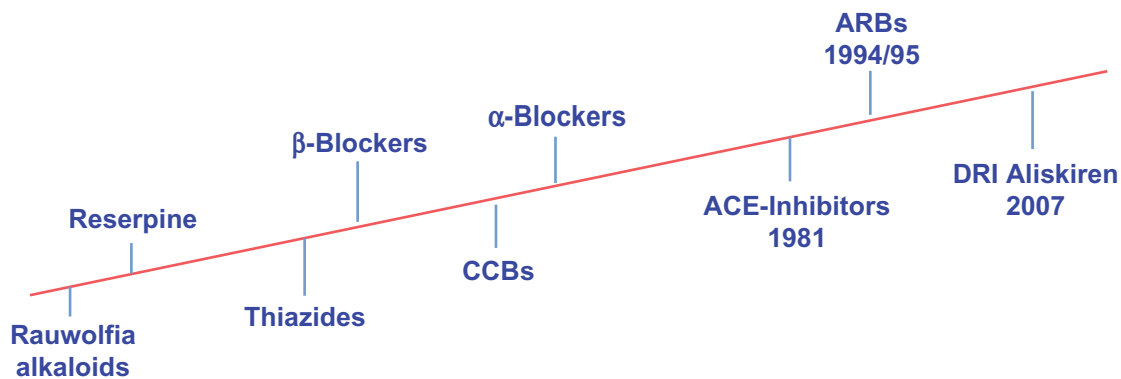 Rauwolfia
alkaloids
Reserpine
Thiazides
β-Blockers
CCBs
α-Blockers
ACE-Inhibitors
1981
ARBs
1994/95
DRI Aliskiren
2007